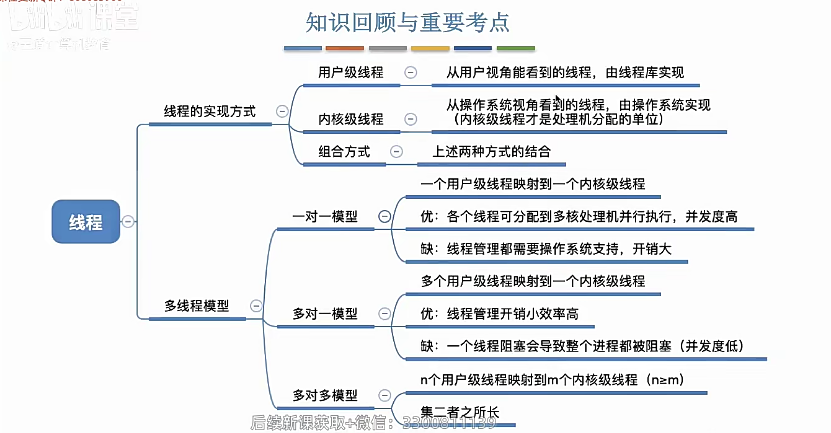 知识回顾与重要考点
用户级线程
从用户视角能看到的线程，由线程库实现
线程的实现方式
内核级线程
从操作系统视角看到的线程，由操作系统实现
（内核级线程才是处理机分配的单位）
组合方式
上述两种方式的结合
线程
一对一模型
一个用户级线程映射到一个内核级线程
优：各个线程可分配到多核处理机并行执行，并发度高
缺：线程管理都需要操作系统支持，开销大
多线程模型
多对一模型
多个用户级线程映射到一个内核级线程
优：线程管理开销小效率高
缺：一个线程阻塞会导致整个进程都被阻塞（并发度低）
多对多模型
n个用户级线程映射到m个内核级线程（n≥m）
集二者之所长
后续新课获取+微信：3300811139